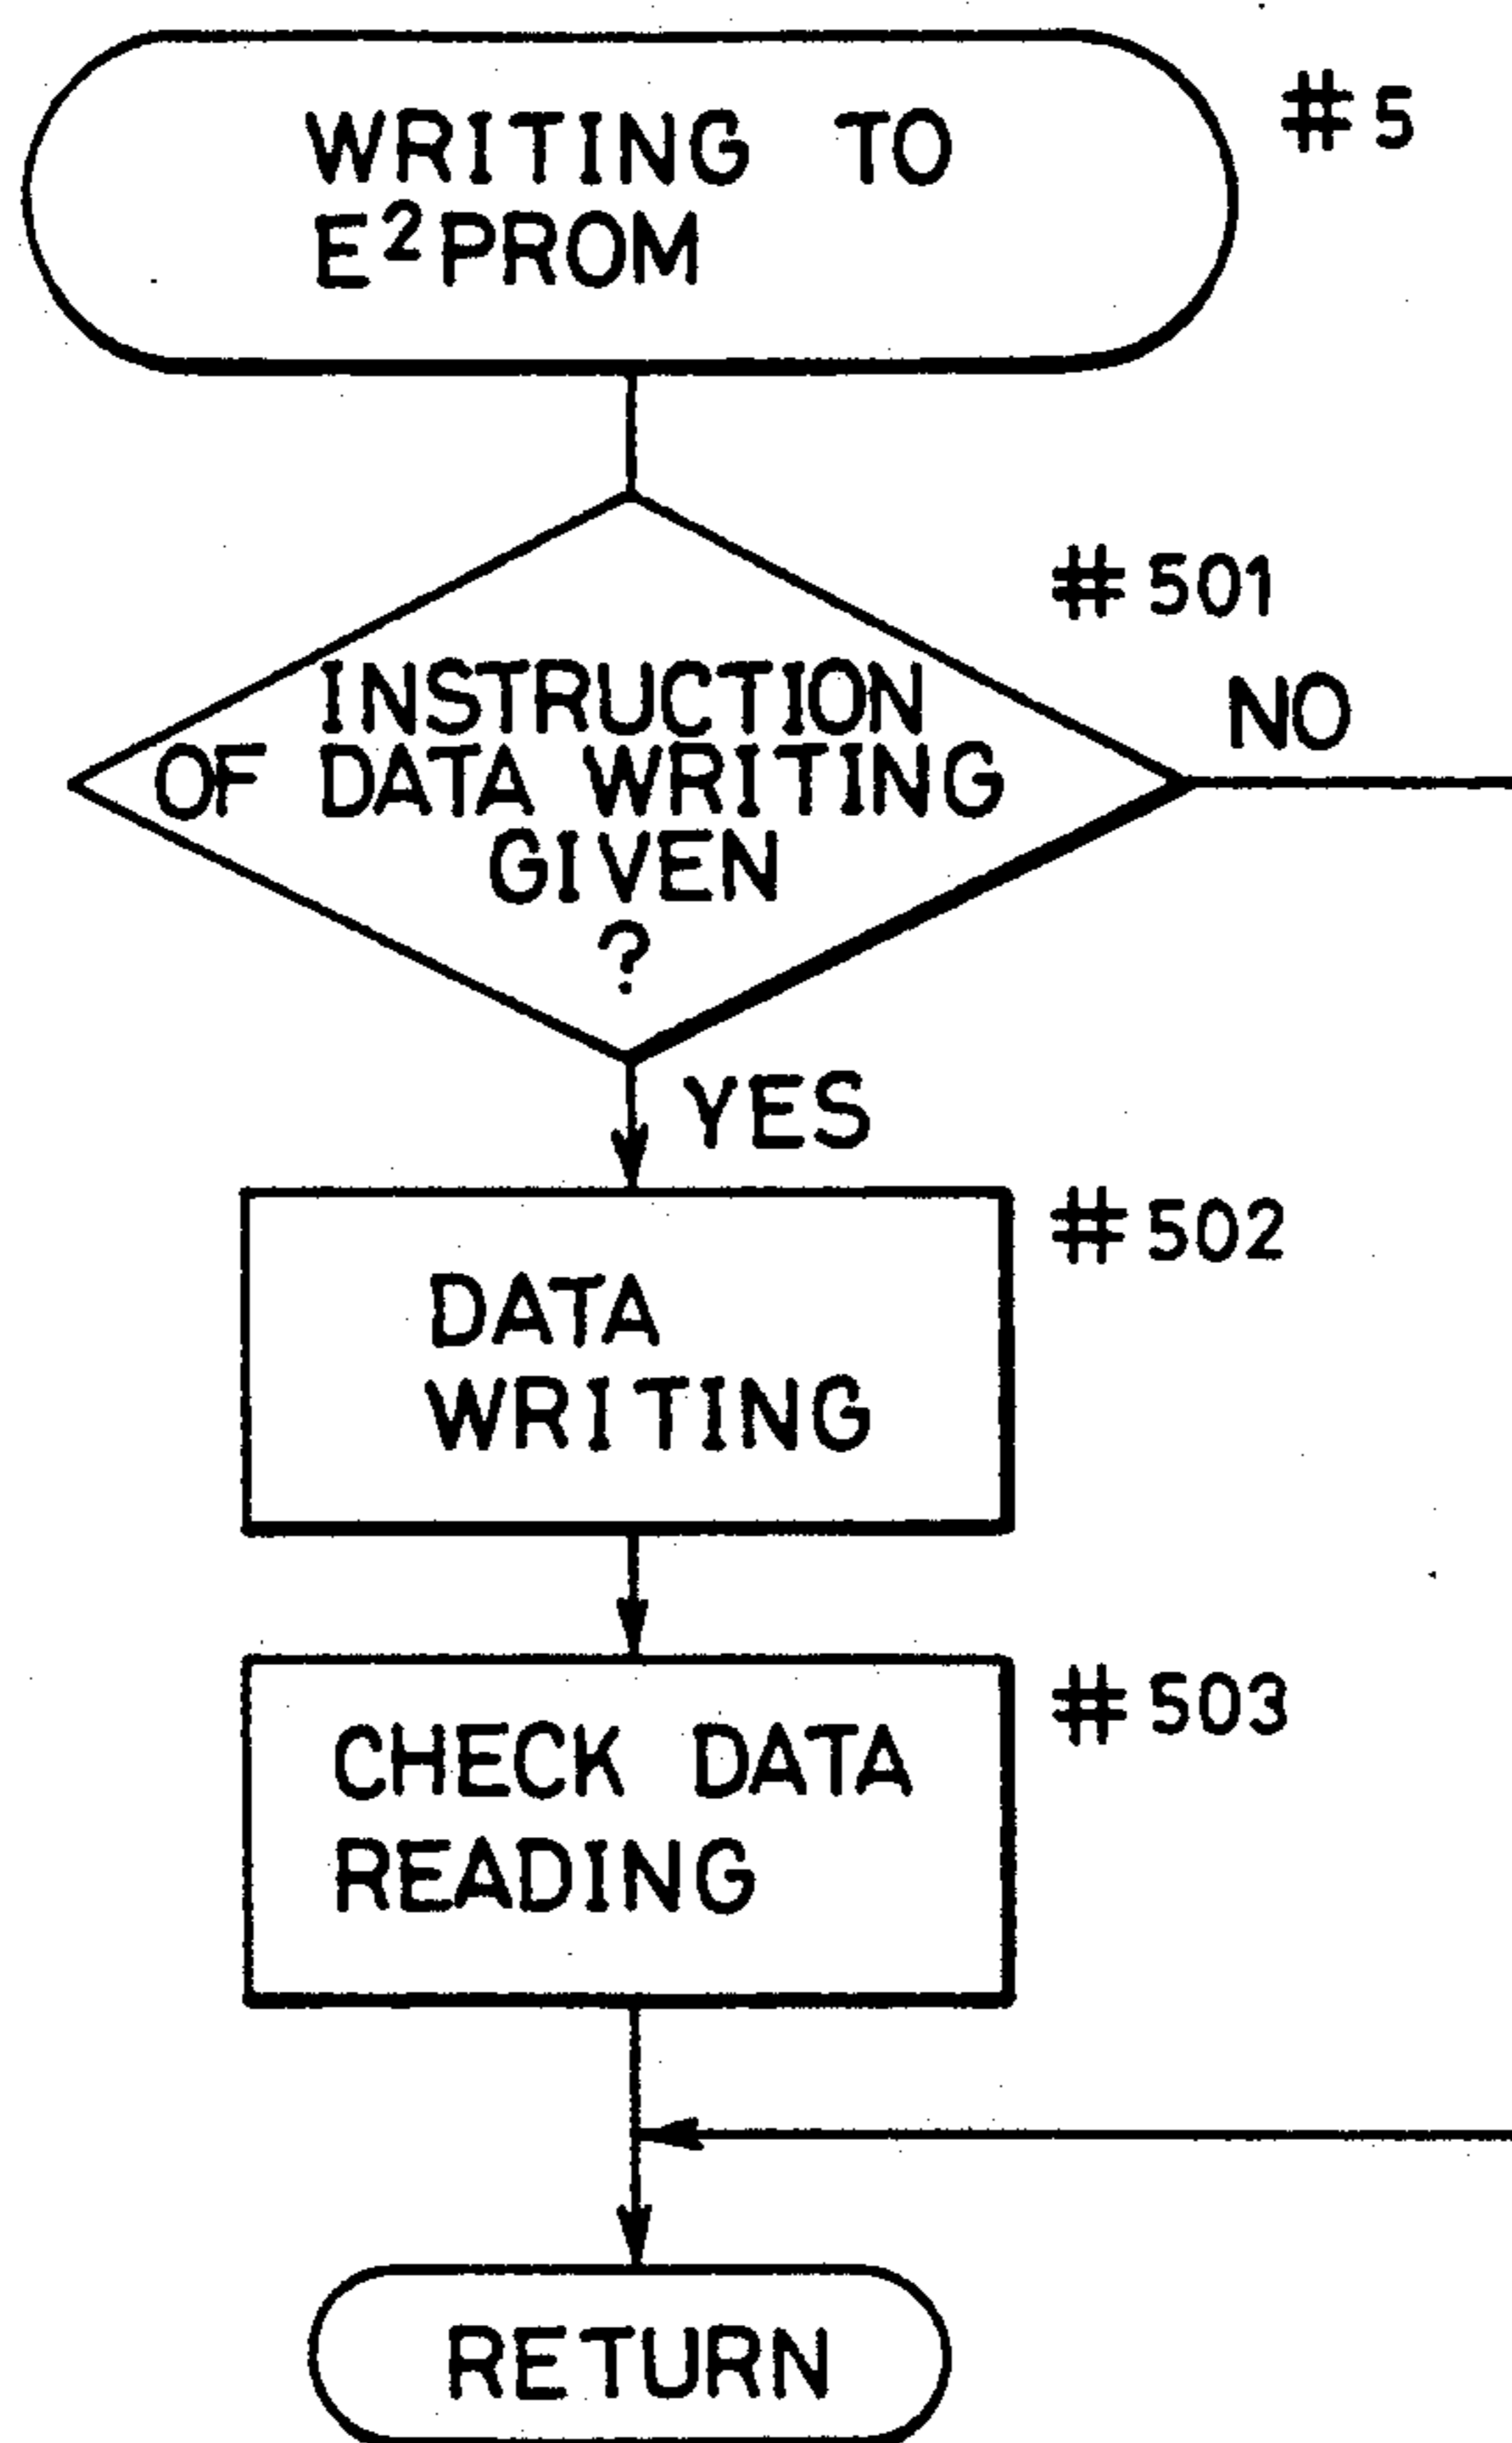 WRITING TO
E²PROM
#5
#501
INSTRUCTION
OF DATA WRITING
GIVEN
?
NO
YES
#502
DATA
WRITING
#503
CHECK DATA
READING
RETURN